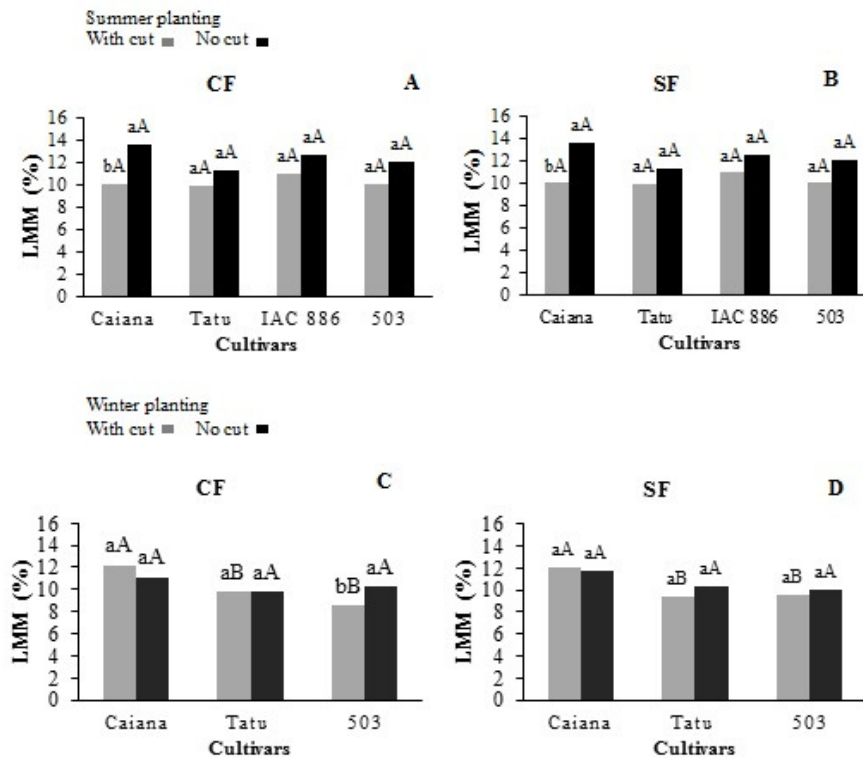 Summer planting
With cut No cut
CF A
LMM (%)
16
14
12
10
8
6
4
2
0
bA aA aA aA aA aA aA aA
Caiana Tatu IAC 886 503
Cultivars
SF B
LMM (%)
16
14
12
10
8
6
4
2
0
bA aA aA aA aA aA aA aA
Caiana Tatu IAC 886 503
Cultivars
Winter planting
With cut No cut
CF C
LMM (%)
16
14
12
10
8
6
4
2
0
aA aA aB aA bB aA
Caiana Tatu 503
Cultivars
SF D
LMM (%)
16
14
12
10
8
6
4
2
0
aA aA aB aA aB aA
Caiana Tatu 503
Cultivars